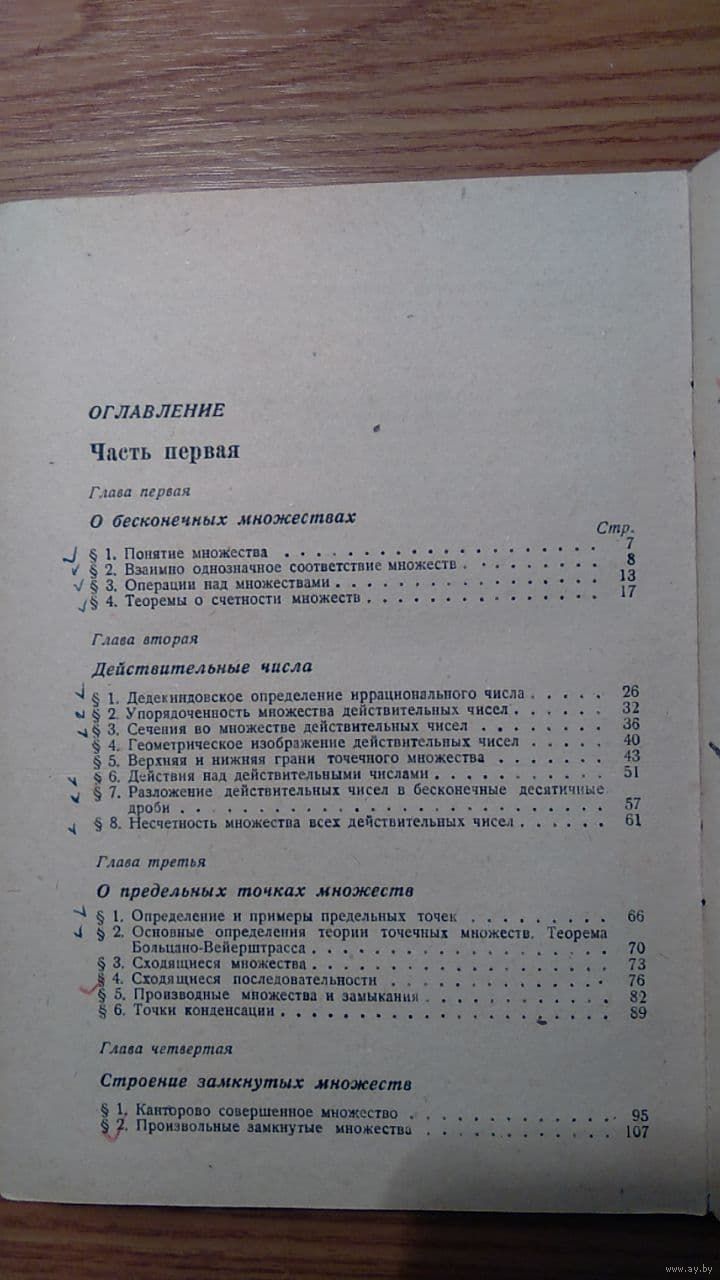 ОГЛАВЛЕНИЕ
Часть первая
Глава первая
О бесконечных множествах
Стр.
§ 1. Понятие множества . . . . . . . . . . . . . . . . . . . 7
§ 2. Взаимно однозначное соответствие множеств . . . . . . . . . 8
§ 3. Операции над множествами . . . . . . . . . . . . . . . . 13
§ 4. Теоремы о счетности множеств . . . . . . . . . . . . . . 17
Глава вторая
Действительные числа
§ 1. Дедекиндовское определение иррационального числа . . . . . 26
§ 2. Упорядоченность множества действительных чисел . . . . . . 32
§ 3. Сечения во множестве действительных чисел . . . . . . . . 36
§ 4. Геометрическое изображение действительных чисел . . . . . 40
§ 5. Верхняя и нижняя грани точечного множества . . . . . . . 43
§ 6. Действия над действительными числами . . . . . . . . . . 51
§ 7. Разложение действительных чисел в бесконечные десятичные
дроби . . . . . . . . . . . . . . . . . . . . . . . . 57
§ 8. Несчетность множества всех действительных чисел . . . . . . 61
Глава третья
О предельных точках множеств
§ 1. Определение и примеры предельных точек . . . . . . . . . 66
§ 2. Основные определения теории точечных множеств. Теорема
Больцано-Вейерштрасса . . . . . . . . . . . . . . . . . 70
§ 3. Сходящиеся множества . . . . . . . . . . . . . . . . . 73
§ 4. Сходящиеся последовательности . . . . . . . . . . . . . 76
§ 5. Производные множества и замыкания . . . . . . . . . . . 82
§ 6. Точки конденсации . . . . . . . . . . . . . . . . . . . 89
Глава четвертая
Строение замкнутых множеств
§ 1. Канторово совершенное множество . . . . . . . . . . . . 95
§ 2. Произвольные замкнутые множества . . . . . . . . . . . 107
www.ay.by